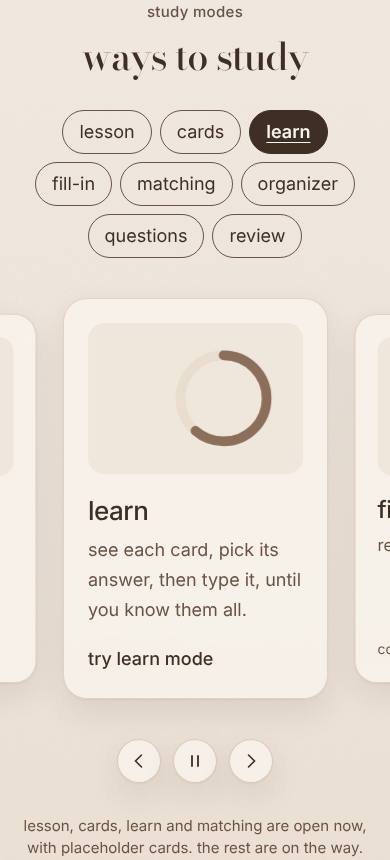 study modes
ways to study
lesson
cards
learn
fill-in
matching
organizer
questions
review
learn
see each card, pick its
answer, then type it, until
you know them all.
try learn mode
lesson, cards, learn and matching are open now,
with placeholder cards. the rest are on the way.